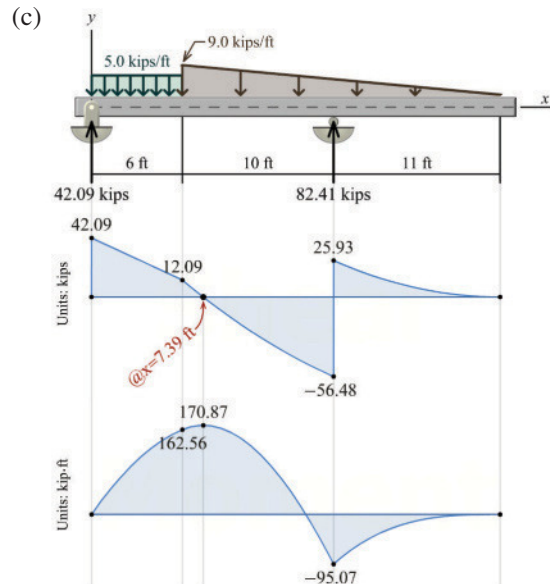 (c)
y
9.0 kips/ft
5.0 kips/ft
x
6 ft
10 ft
11 ft
42.09 kips
82.41 kips
Units: kips
42.09
12.09
25.93
@x=7.39 ft
−56.48
Units: kip-ft
170.87
162.56
−95.07